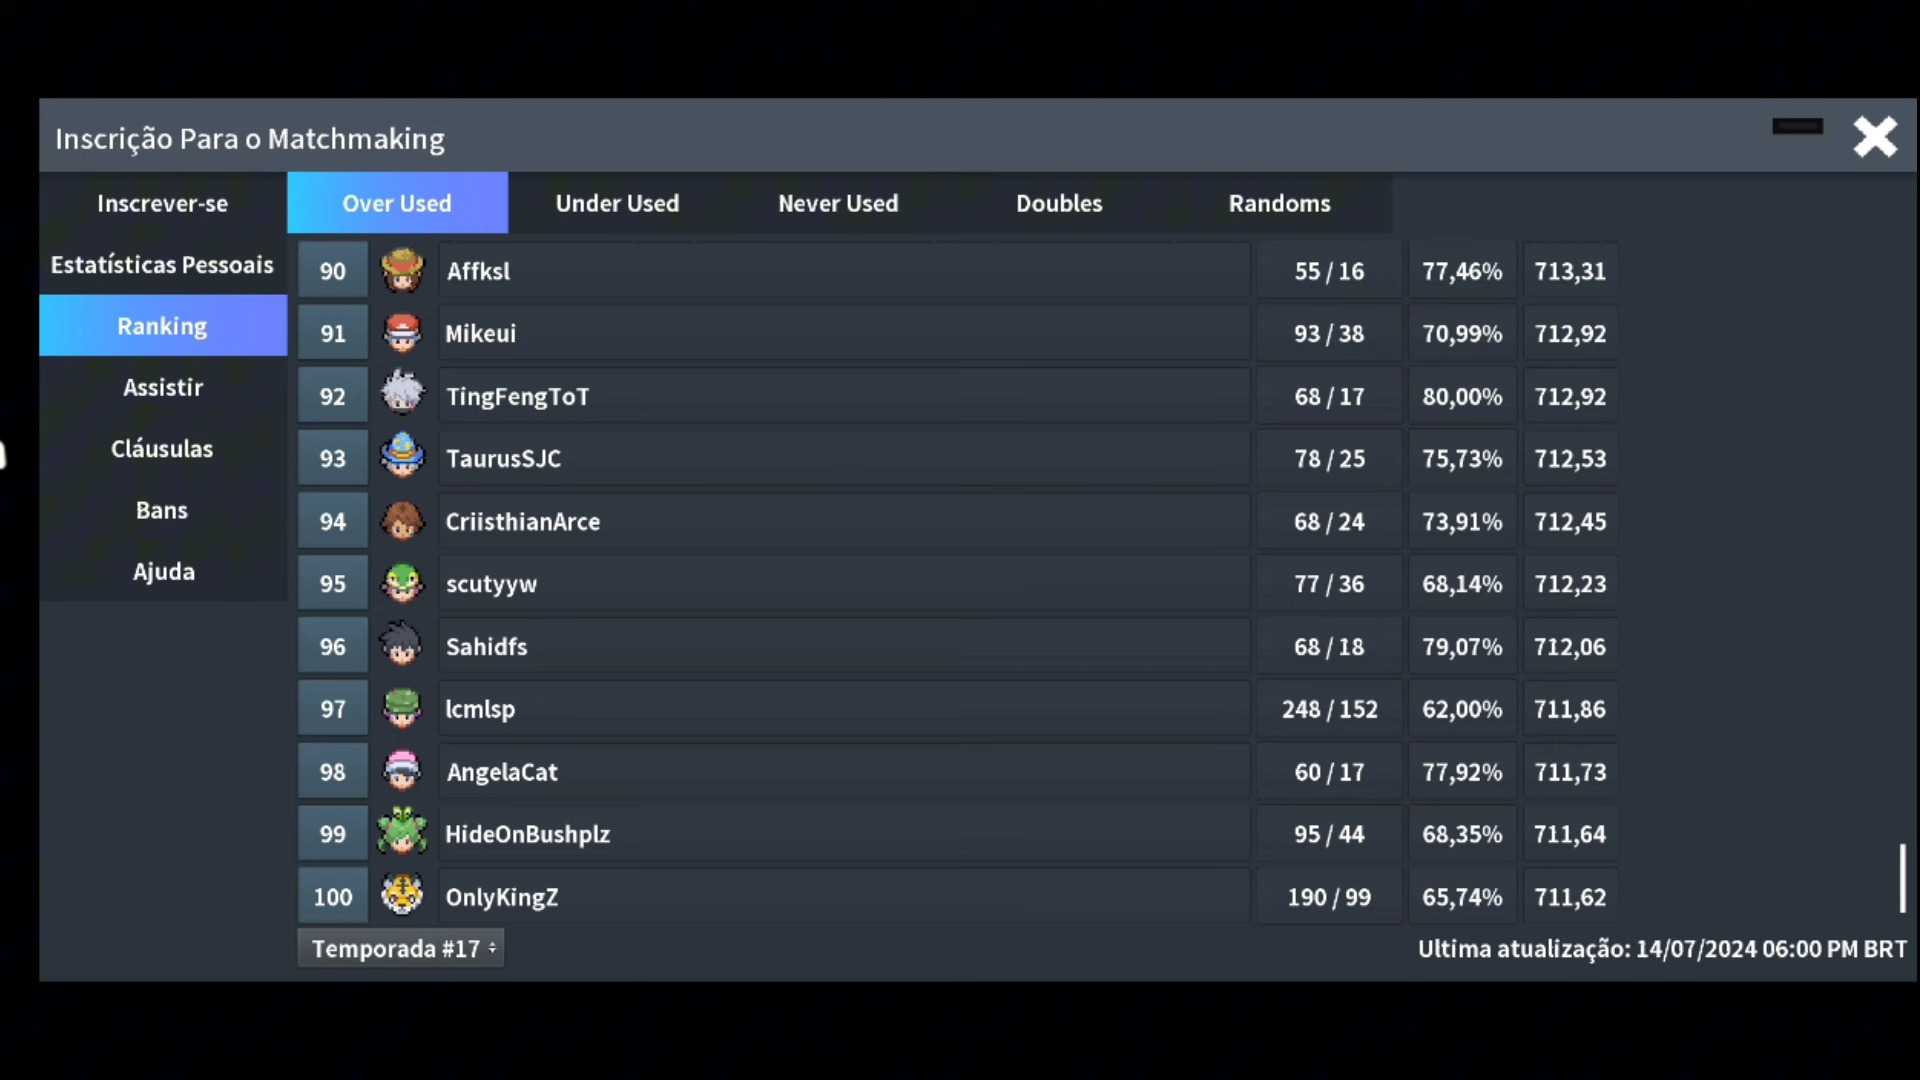 Inscrição Para o Matchmaking
Inscrever-se
Estatísticas Pessoais
Ranking
Assistir
Cláusulas
Bans
Ajuda
Over Used Under Used Never Used Doubles Randoms
90 Affksl 55 / 16 77,46% 713,31
91 Mikeui 93 / 38 70,99% 712,92
92 TingFengToT 68 / 17 80,00% 712,92
93 TaurusSJC 78 / 25 75,73% 712,53
94 CriisthianArce 68 / 24 73,91% 712,45
95 scutyyw 77 / 36 68,14% 712,23
96 Sahidfs 68 / 18 79,07% 712,06
97 lcmlsp 248 / 152 62,00% 711,86
98 AngelaCat 60 / 17 77,92% 711,73
99 HideOnBushplz 95 / 44 68,35% 711,64
100 OnlyKingZ 190 / 99 65,74% 711,62
Temporada #17
Ultima atualização: 14/07/2024 06:00 PM BRT